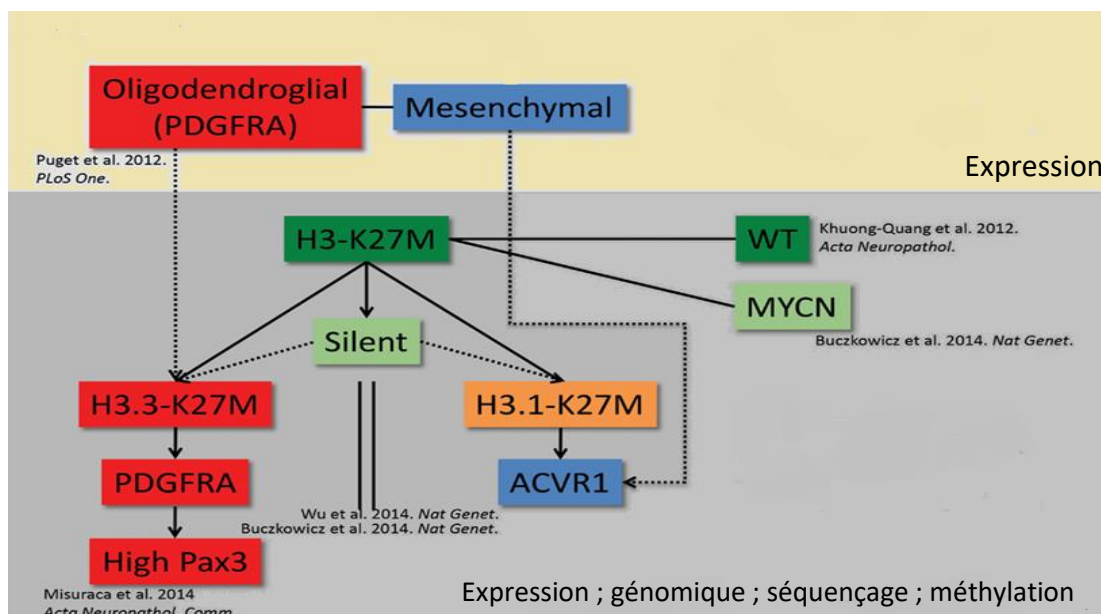 Oligodendroglial
(PDGFRA)
Mesenchymal
Puget et al. 2012.
PLoS One.
Expression
H3-K27M
WT
Khuong-Quang et al. 2012.
Acta Neuropathol.
MYCN
Buczkowicz et al. 2014. Nat Genet.
Silent
H3.3-K27M
H3.1-K27M
PDGFRA
ACVR1
Wu et al. 2014. Nat Genet.
Buczkowicz et al. 2014. Nat Genet.
High Pax3
Misuraca et al. 2014
Acta Neuropathol. Comm.
Expression ; génomique ; séquençage ; méthylation